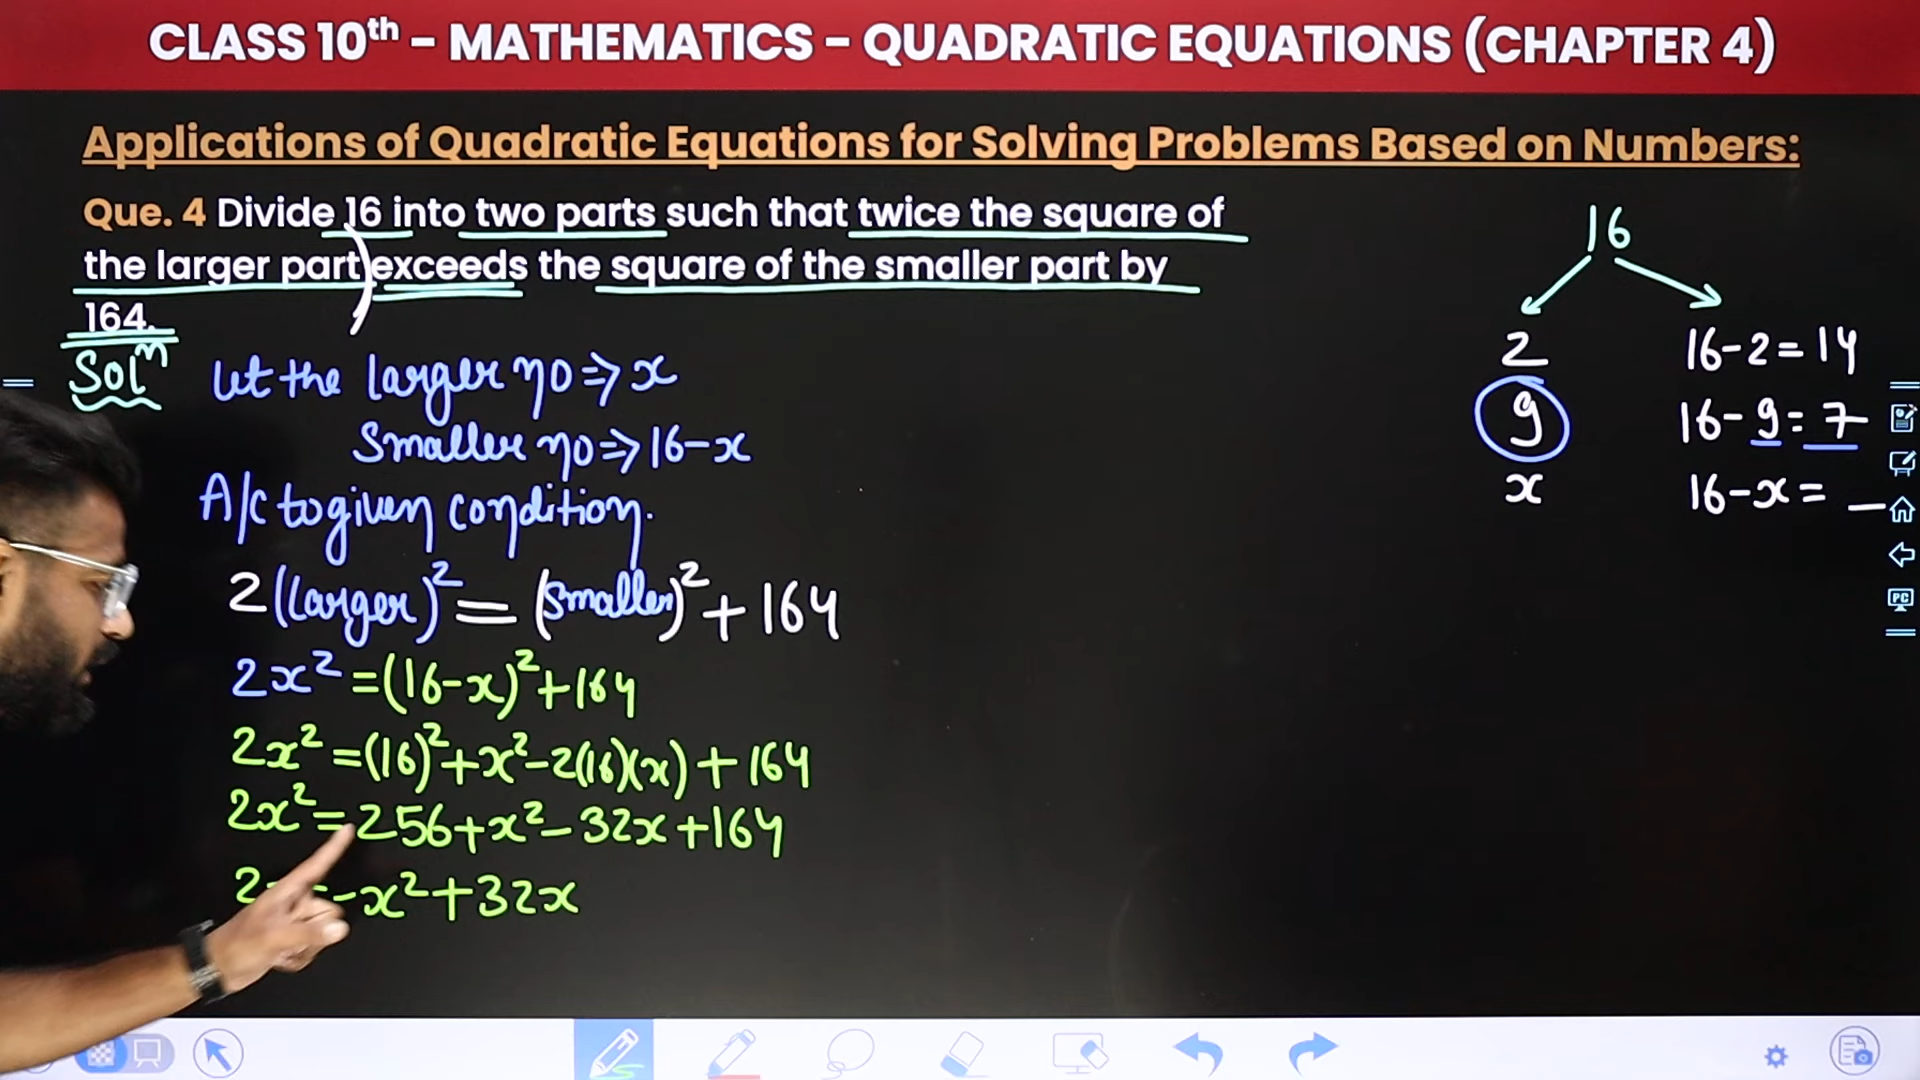 CLASS 10th - MATHEMATICS - QUADRATIC EQUATIONS (CHAPTER 4)
Applications of Quadratic Equations for Solving Problems Based on Numbers:
Que. 4 Divide 16 into two parts such that twice the square of
the larger part) exceeds the square of the smaller part by
164.
Solⁿ Let the larger no ⇒ x
Smaller no ⇒ 16-x
A/c to given condition.
2(larger)² = (smaller)² + 164
2x² = (16-x)² + 164
2x² = (16)² + x² - 2(16)(x) + 164
2x² = 256 + x² - 32x + 164
2 - x² + 32x
16
2 16-2 = 14
9 16-9 = 7
x 16-x = _
PC